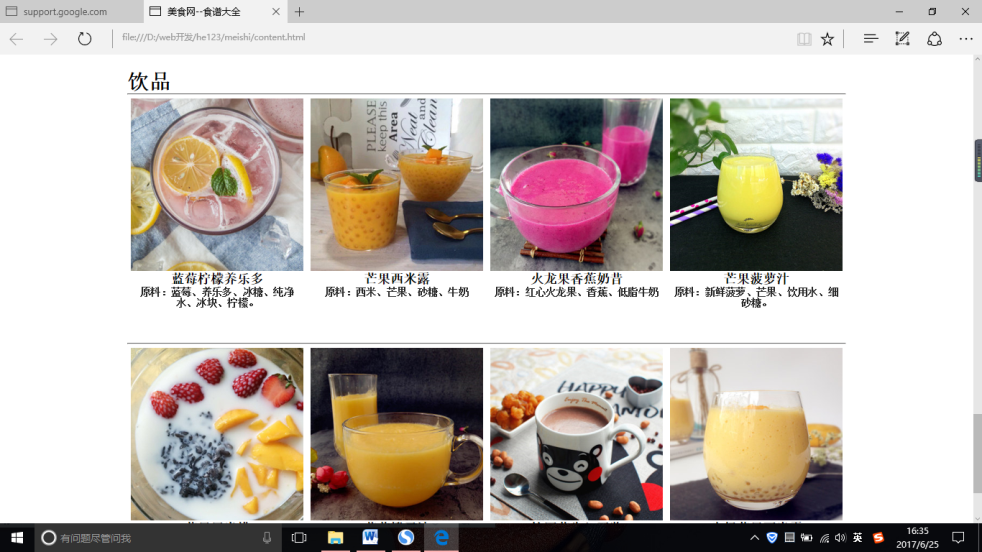 support.google.com
美食网--食谱大全
file:///D:/web开发/he123/meishi/content.html
饮品
PLEASE
keep this
Area
Neat
and
Clean
蓝莓柠檬养乐多
芒果西米露
火龙果香蕉奶昔
芒果菠萝汁
原料：蓝莓、养乐多、冰糖、纯净
水、冰块、柠檬。
原料：西米、芒果、砂糖、牛奶
原料：红心火龙果、香蕉、低脂牛奶
原料：新鲜菠萝、芒果、饮用水、细
砂糖。
HAPPY
有问题尽管问我
英
16:35
2017/6/25